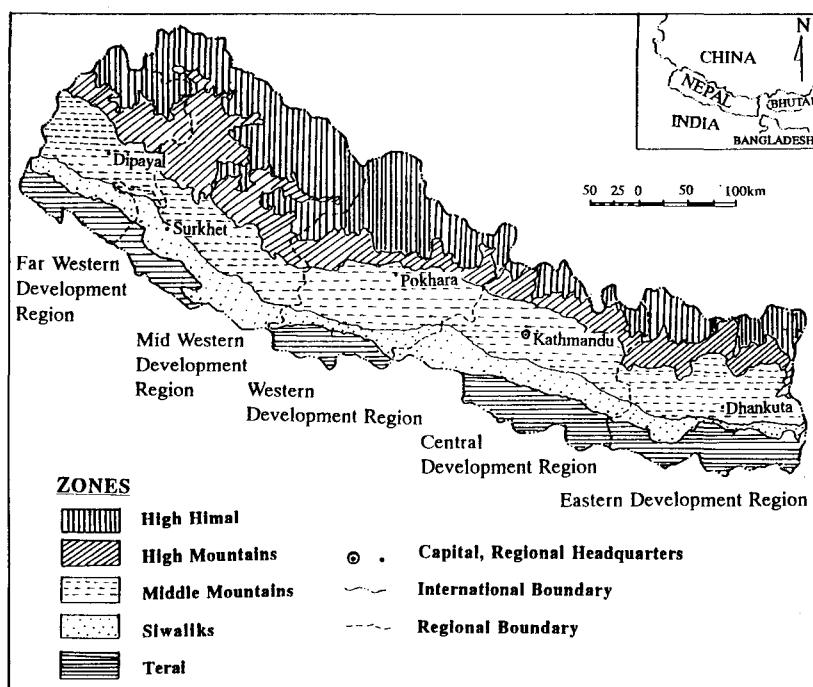 N
CHINA
NEPAL
BHUTAN
INDIA
BANGLADESH
Dipayal
50 25 0 50 100km
Surkhet
Far Western
Development
Region
Pokhara
Kathmandu
Mid Western
Development
Region
Western
Development Region
Dhankuta
Central
Development Region
Eastern Development Region
ZONES
High Himal
High Mountains
Capital, Regional Headquarters
Middle Mountains
International Boundary
Siwaliks
Regional Boundary
Terai